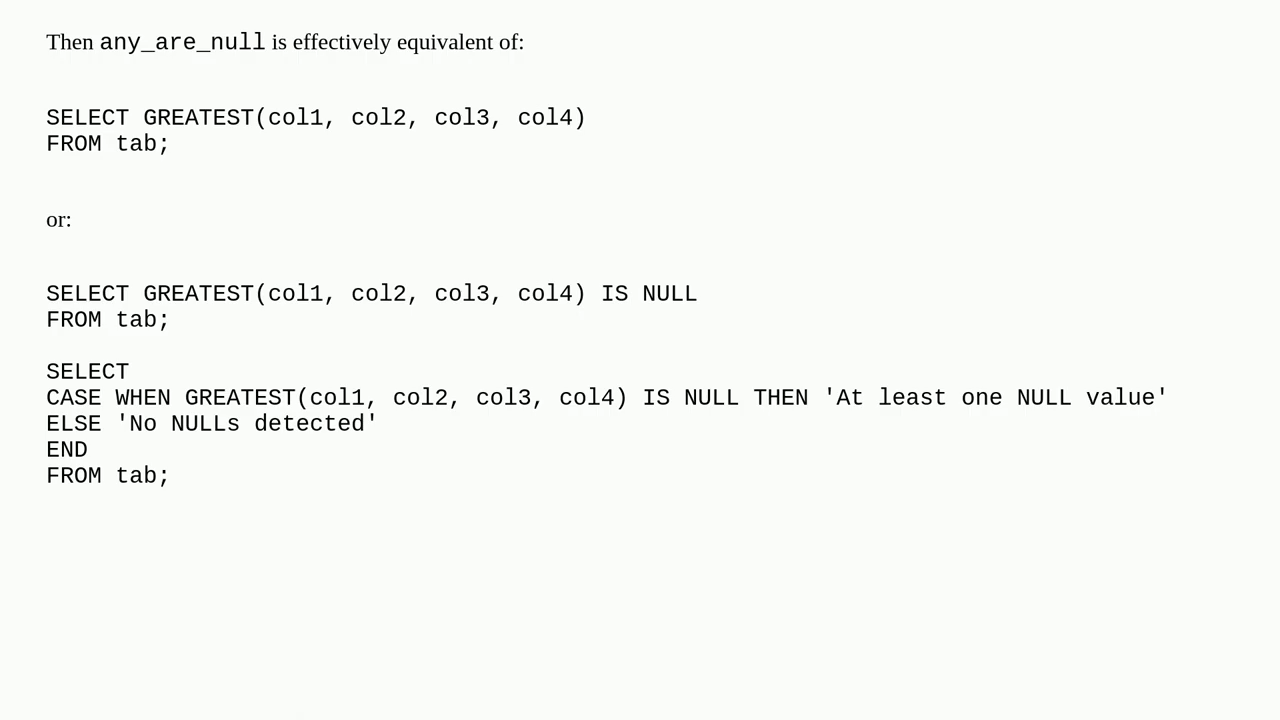 Then any_are_null is effectively equivalent of:
SELECT GREATEST(col1, col2, col3, col4)
FROM tab;
or:
SELECT GREATEST(col1, col2, col3, col4) IS NULL
FROM tab;
SELECT
CASE WHEN GREATEST(col1, col2, col3, col4) IS NULL THEN 'At least one NULL value'
ELSE 'No NULLs detected'
END
FROM tab;